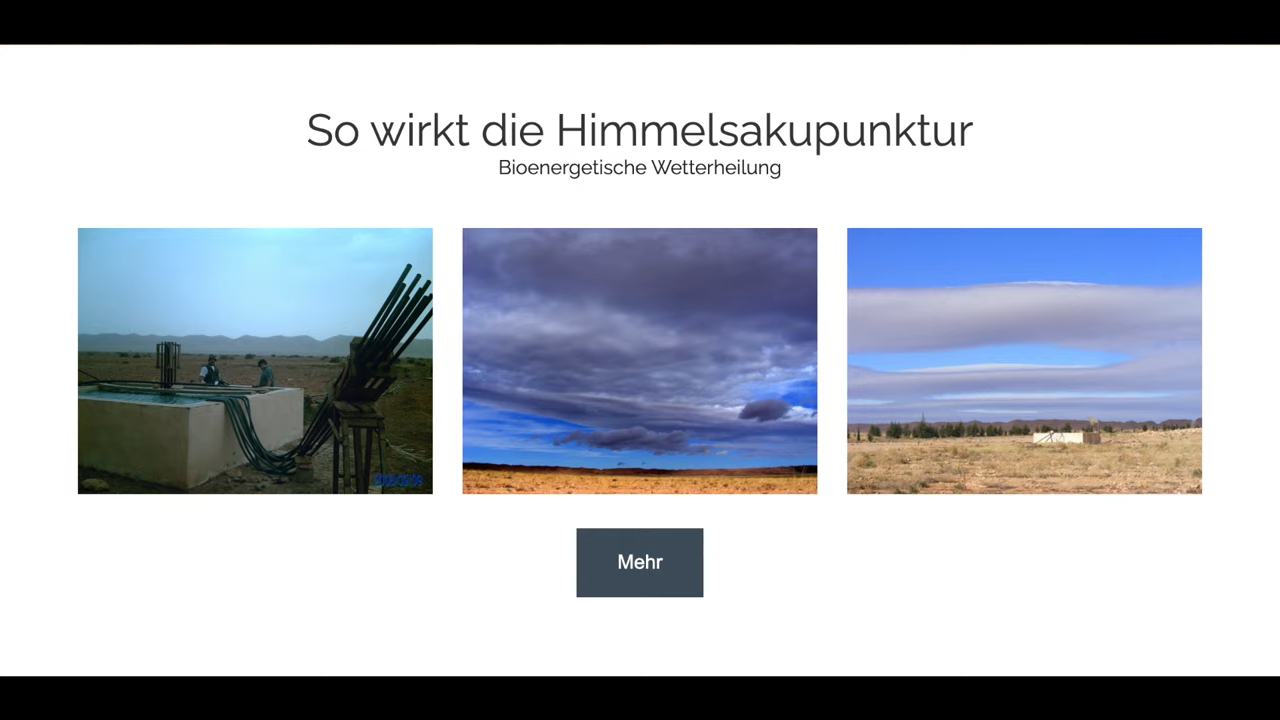 So wirkt die Himmelsakupunktur
Bioenergetische Wetterheilung
Mehr